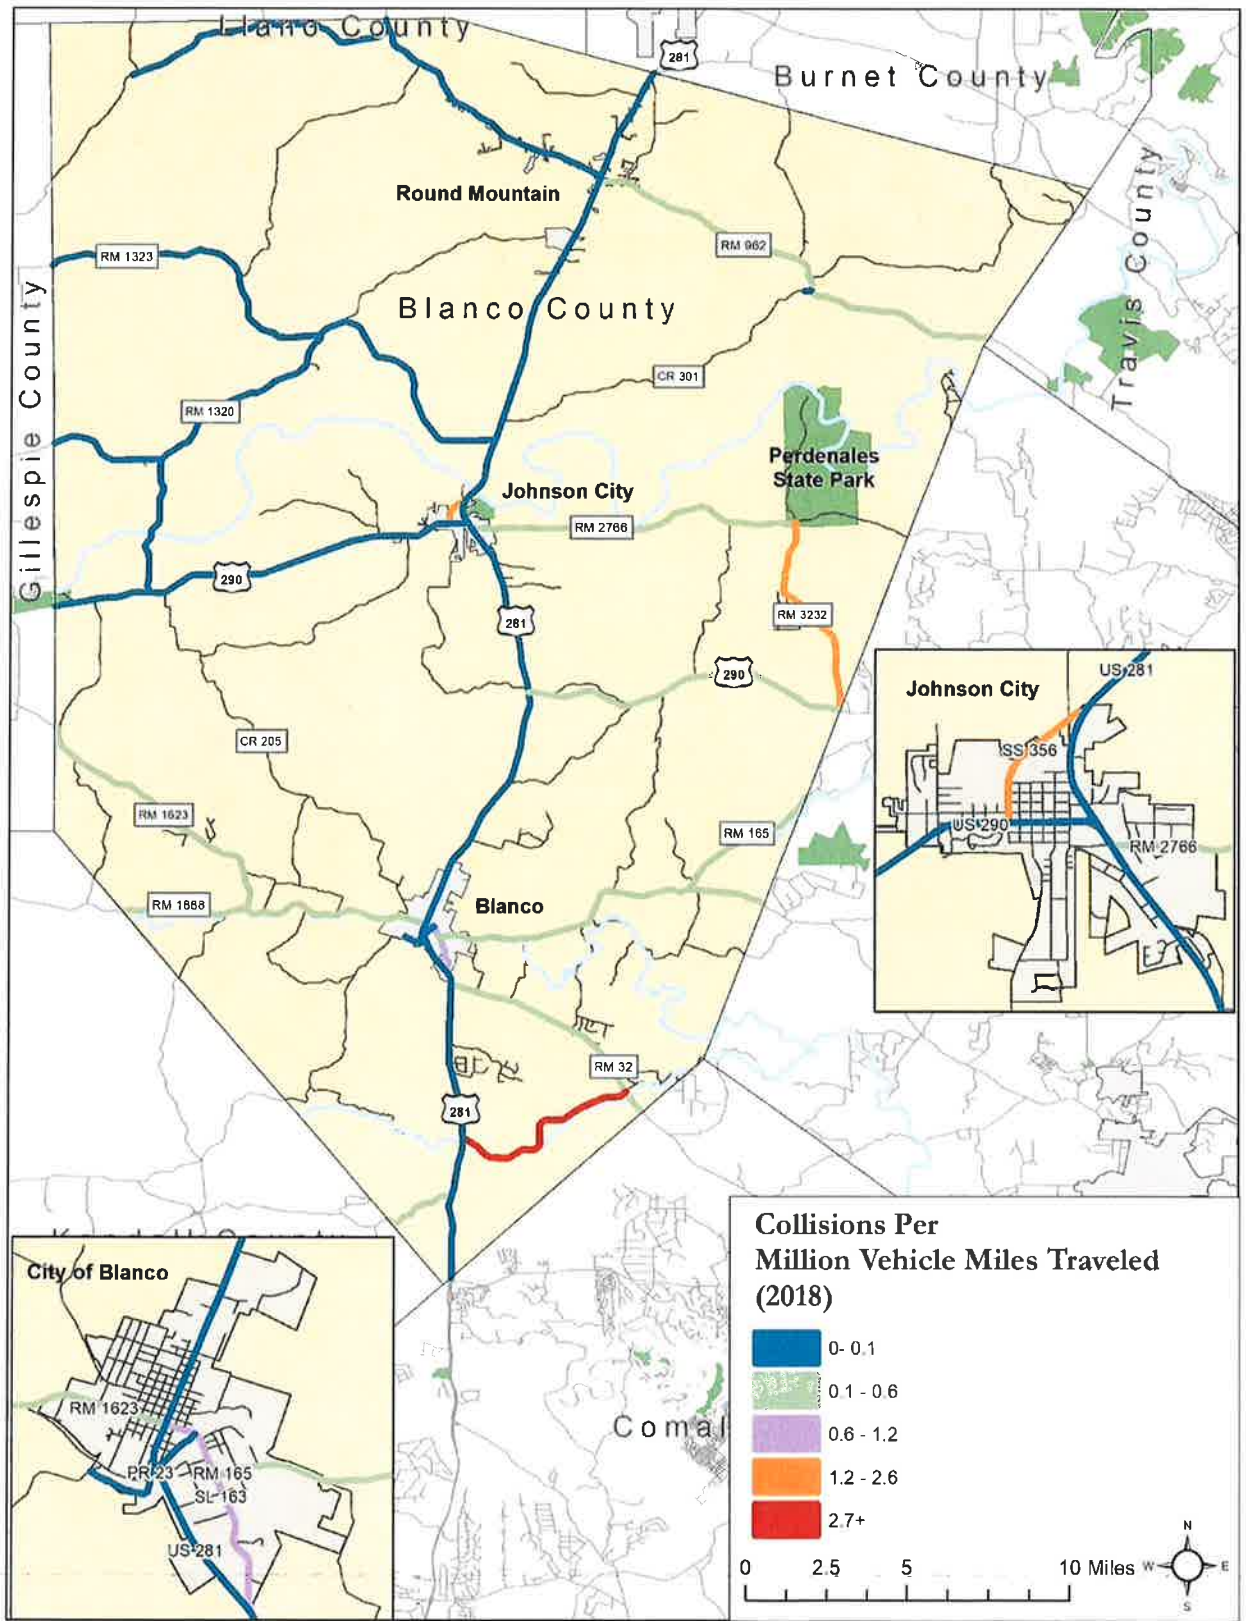 Llano County
281
Burnet County
Round Mountain
Travis County
RM 962
RM 1323
Gillespie County
Blanco County
CR 301
RM 1320
Perdenales
State Park
Johnson City
RM 2766
290
RM 3232
281
290
Johnson City
US 281
SS 356
US 290
RM 2766
CR 205
RM 1623
RM 165
RM 1888
Blanco
RM 32
281
City of Blanco
RM 1623
PR 23
RM 165
SL 163
US 281
Comal
Collisions Per
Million Vehicle Miles Traveled
(2018)
0- 0.1
0.1 - 0.6
0.6 - 1.2
1.2 - 2.6
2.7+
0 2.5 5 10 Miles
N
W E
S